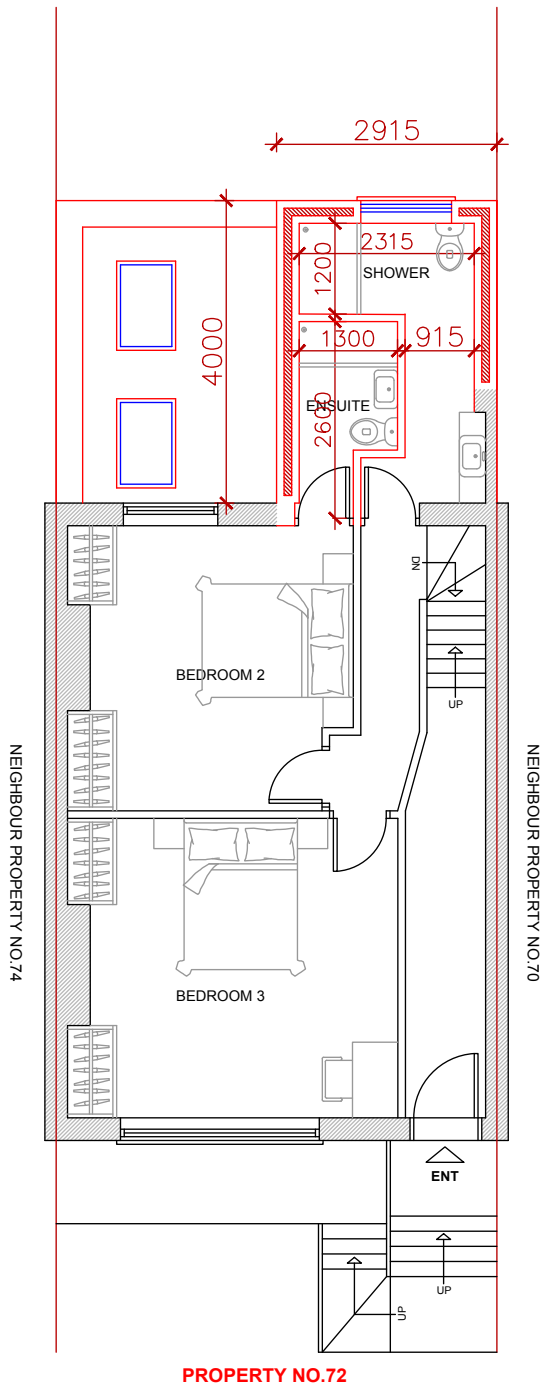 2915
2315
SHOWER
1200
4000
1300
915
ENSUITE
2600
DN
UP
BEDROOM 2
NEIGHBOUR PROPERTY NO.74
NEIGHBOUR PROPERTY NO.70
BEDROOM 3
ENT
UP
UP
PROPERTY NO.72